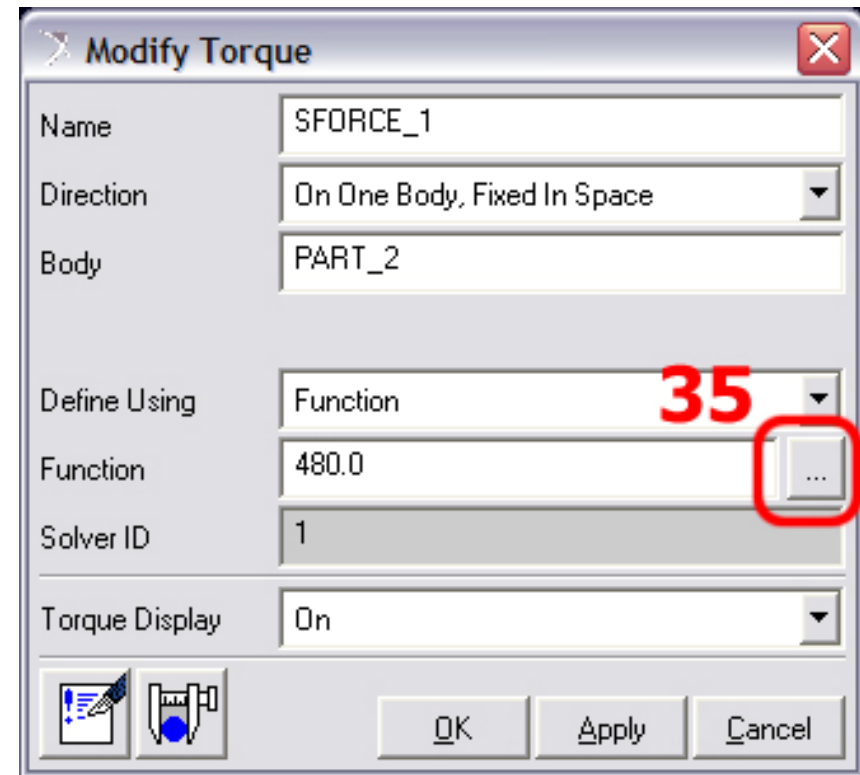 Modify Torque
Name SFORCE_1
Direction On One Body, Fixed In Space
Body PART_2
35
Define Using Function
Function 480.0 ...
Solver ID 1
Torque Display On
OK Apply Cancel